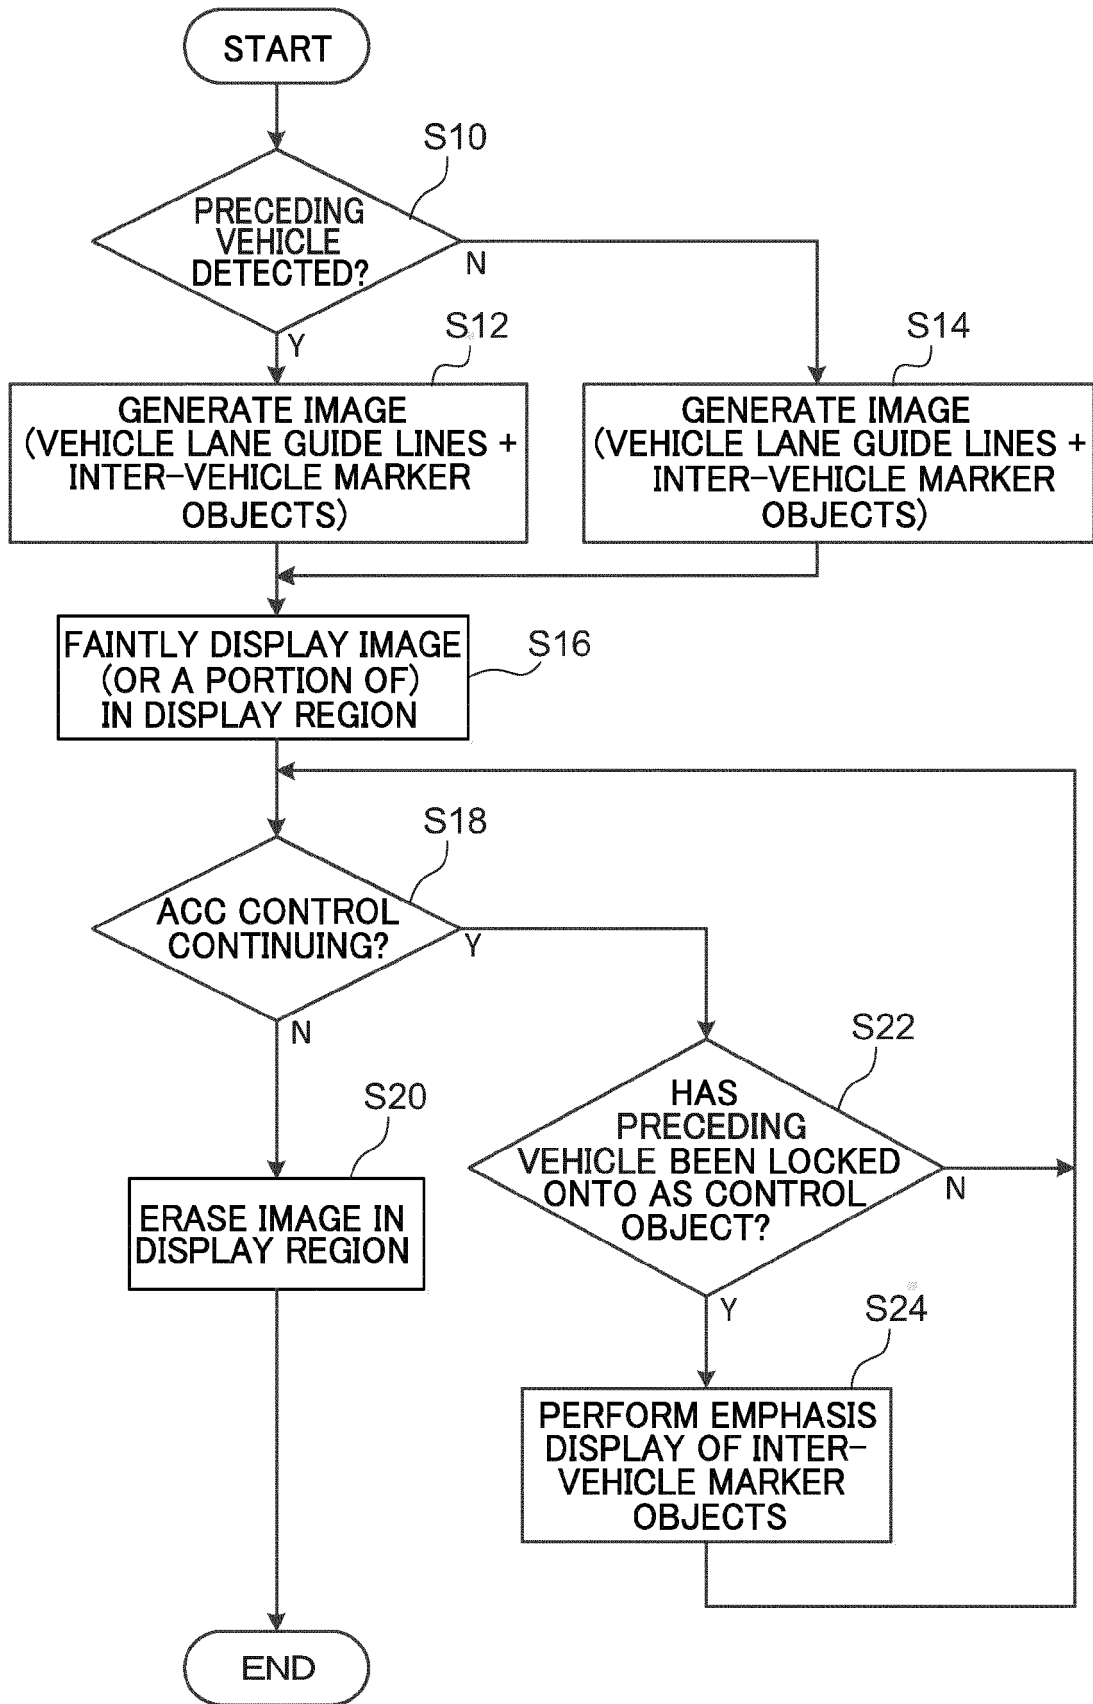 START
S10
PRECEDING
VEHICLE
DETECTED?
N
Y
S12
GENERATE IMAGE
(VEHICLE LANE GUIDE LINES +
INTER-VEHICLE MARKER
OBJECTS)
S14
GENERATE IMAGE
(VEHICLE LANE GUIDE LINES +
INTER-VEHICLE MARKER
OBJECTS)
FAINTLY DISPLAY IMAGE
(OR A PORTION OF)
IN DISPLAY REGION
S16
S18
ACC CONTROL
CONTINUING?
Y
N
S20
ERASE IMAGE IN
DISPLAY REGION
S22
HAS
PRECEDING
VEHICLE BEEN LOCKED
ONTO AS CONTROL
OBJECT?
N
Y
S24
PERFORM EMPHASIS
DISPLAY OF INTER-
VEHICLE MARKER
OBJECTS
END